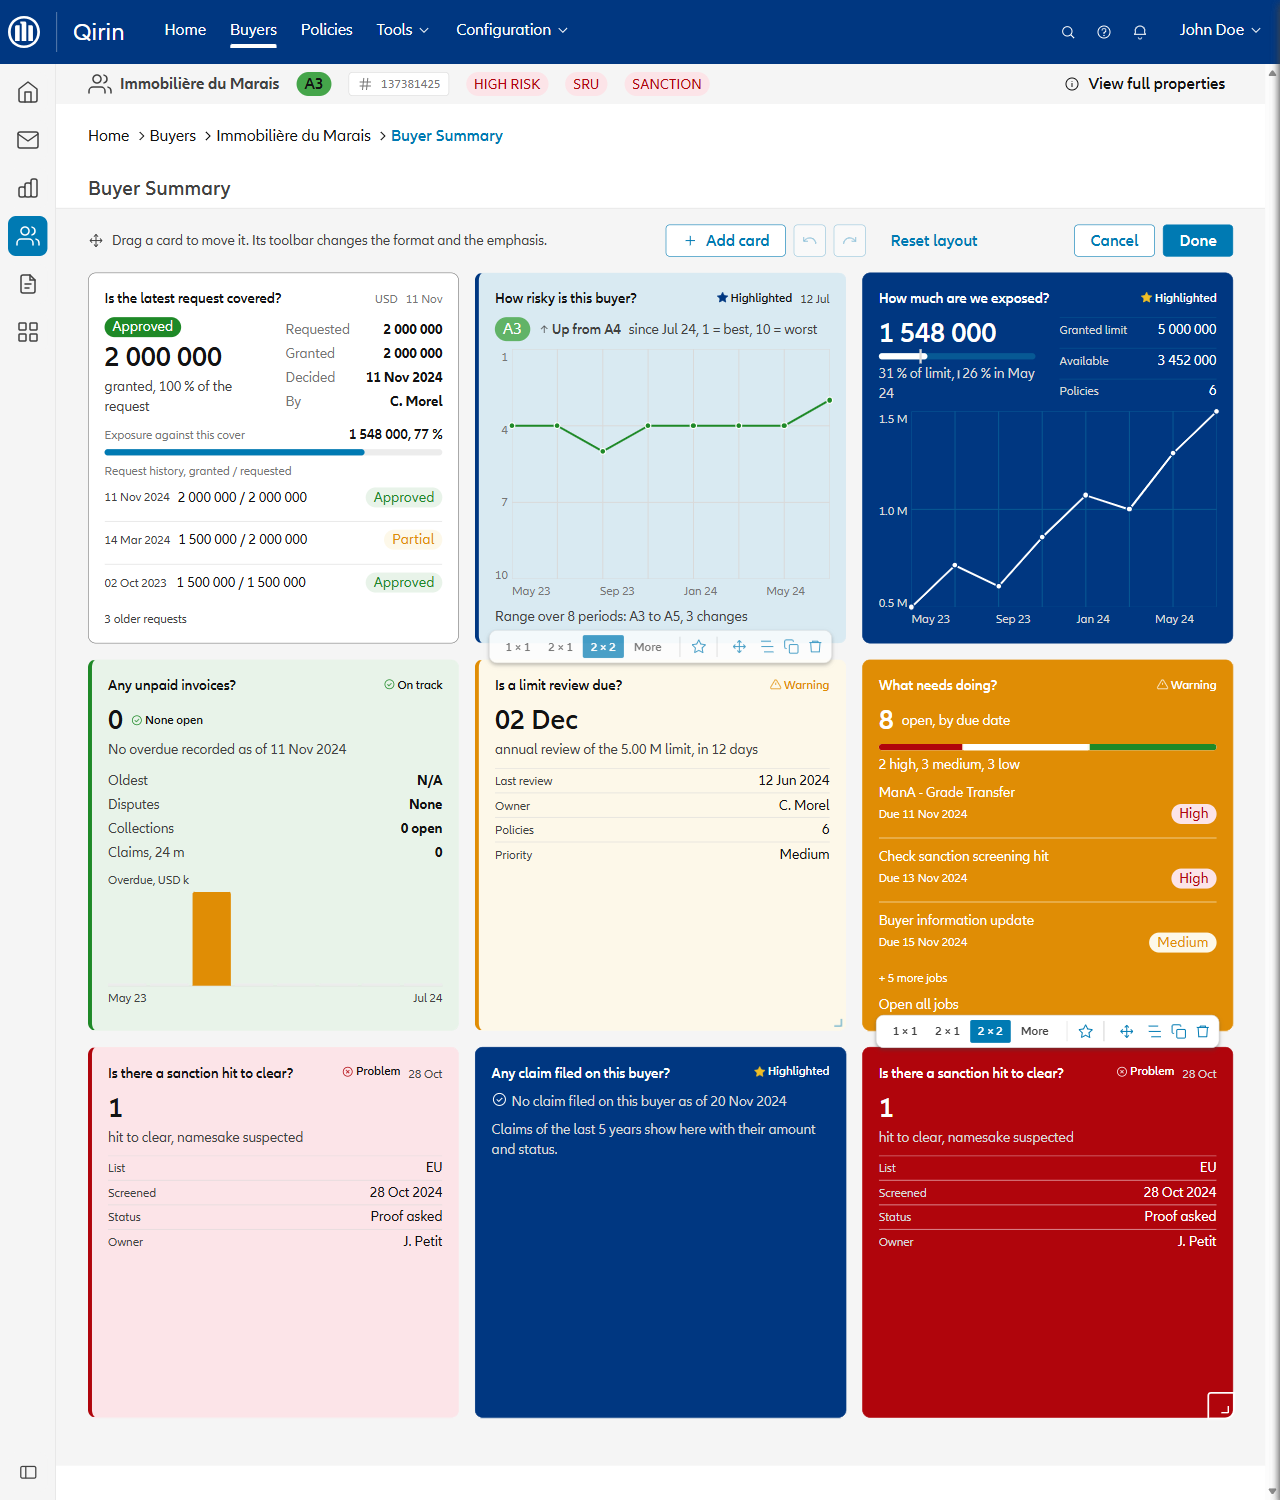 Qirin
Home
Buyers
Policies
Tools
Configuration
John Doe
Immobilière du Marais
A3
# 137381425
HIGH RISK
SRU
SANCTION
View full properties
Home > Buyers > Immobilière du Marais > Buyer Summary
Buyer Summary
Drag a card to move it. Its toolbar changes the format and the emphasis.
+ Add card
Reset layout
Cancel
Done
Is the latest request covered?
USD 11 Nov
Approved
2 000 000
granted, 100 % of the
request
Requested 2 000 000
Granted 2 000 000
Decided 11 Nov 2024
By C. Morel
Exposure against this cover 1 548 000, 77 %
Request history, granted / requested
11 Nov 2024 2 000 000 / 2 000 000 Approved
14 Mar 2024 1 500 000 / 2 000 000 Partial
02 Oct 2023 1 500 000 / 1 500 000 Approved
3 older requests
How risky is this buyer?
Highlighted 12 Jul
A3 ↑ Up from A4 since Jul 24, 1 = best, 10 = worst
1
4
7
10
May 23 Sep 23 Jan 24 May 24
Range over 8 periods: A3 to A5, 3 changes
1 × 1 2 × 1 2 × 2 More
How much are we exposed?
Highlighted
1 548 000
31 % of limit, 26 % in May
24
Granted limit 5 000 000
Available 3 452 000
Policies 6
1.5 M
1.0 M
0.5 M
May 23 Sep 23 Jan 24 May 24
Any unpaid invoices?
On track
0 None open
No overdue recorded as of 11 Nov 2024
Oldest N/A
Disputes None
Collections 0 open
Claims, 24 m 0
Overdue, USD k
May 23 Jul 24
Is a limit review due?
Warning
02 Dec
annual review of the 5.00 M limit, in 12 days
Last review 12 Jun 2024
Owner C. Morel
Policies 6
Priority Medium
What needs doing?
Warning
8 open, by due date
2 high, 3 medium, 3 low
ManA - Grade Transfer
Due 11 Nov 2024 High
Check sanction screening hit
Due 13 Nov 2024 High
Buyer information update
Due 15 Nov 2024 Medium
+ 5 more jobs
Open all jobs
1 × 1 2 × 1 2 × 2 More
Is there a sanction hit to clear?
Problem 28 Oct
1
hit to clear, namesake suspected
List EU
Screened 28 Oct 2024
Status Proof asked
Owner J. Petit
Any claim filed on this buyer?
Highlighted
No claim filed on this buyer as of 20 Nov 2024
Claims of the last 5 years show here with their amount
and status.
Is there a sanction hit to clear?
Problem 28 Oct
1
hit to clear, namesake suspected
List EU
Screened 28 Oct 2024
Status Proof asked
Owner J. Petit